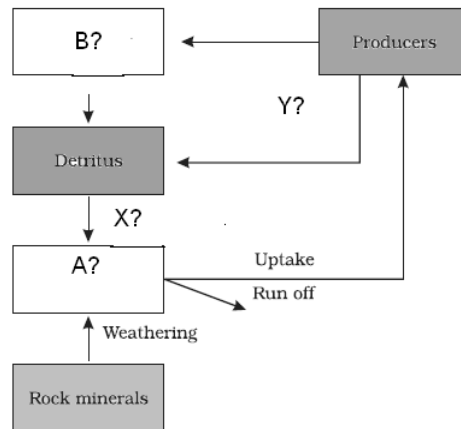 B?
Producers
Y?
Detritus
X?
A?
Uptake
Run off
Weathering
Rock minerals